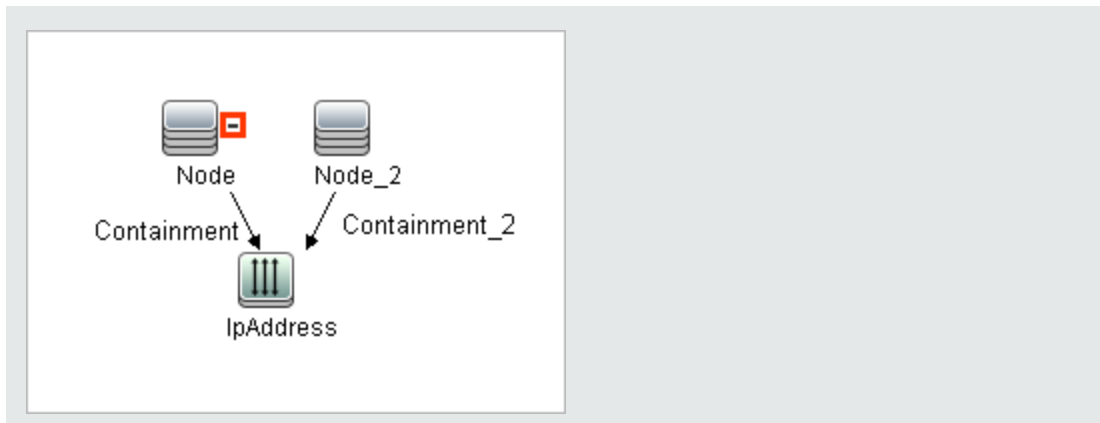 Node
Node_2
Containment
Containment_2
IpAddress